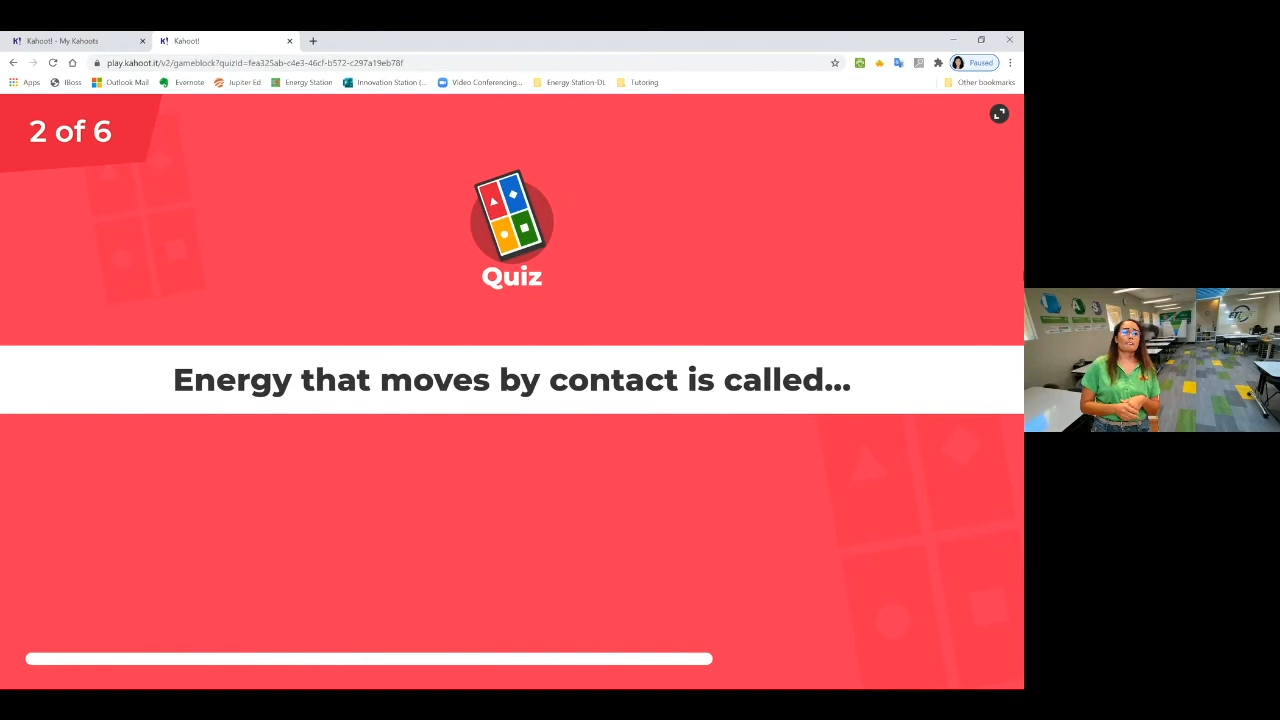 Kahoot! - My Kahoots
Kahoot!
play.kahoot.it/v2/gameblock?quizId=fea325ab-c4e3-46cf-b572-c297a19eb78f
Paused
Apps IBoss Outlook Mail Evernote Jupiter Ed Energy Station Innovation Station (... Video Conferencing... Energy Station-DL Tutoring Other bookmarks
2 of 6
Quiz
Energy that moves by contact is called...
A S